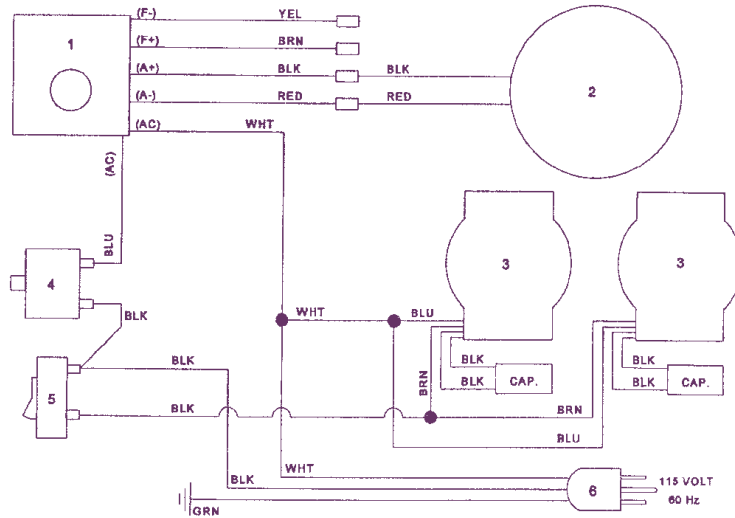 (F-) YEL
1 (F+) BRN
(A+) BLK BLK
(A-) RED RED
2
(AC) WHT
(AC)
BLU
3
3
4
BLK
WHT BLU
BLK
BLK
BLK
BRN
BLK CAP.
BLK CAP.
5
BLK
BRN
BLU
WHT
BLK
6
115 VOLT
60 Hz
GRN